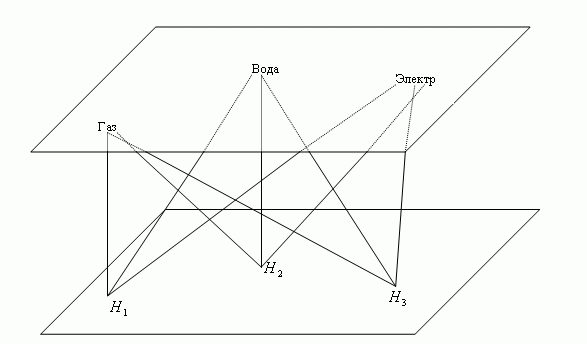 Вода
Электр
Газ
H₂
H₃
H₁